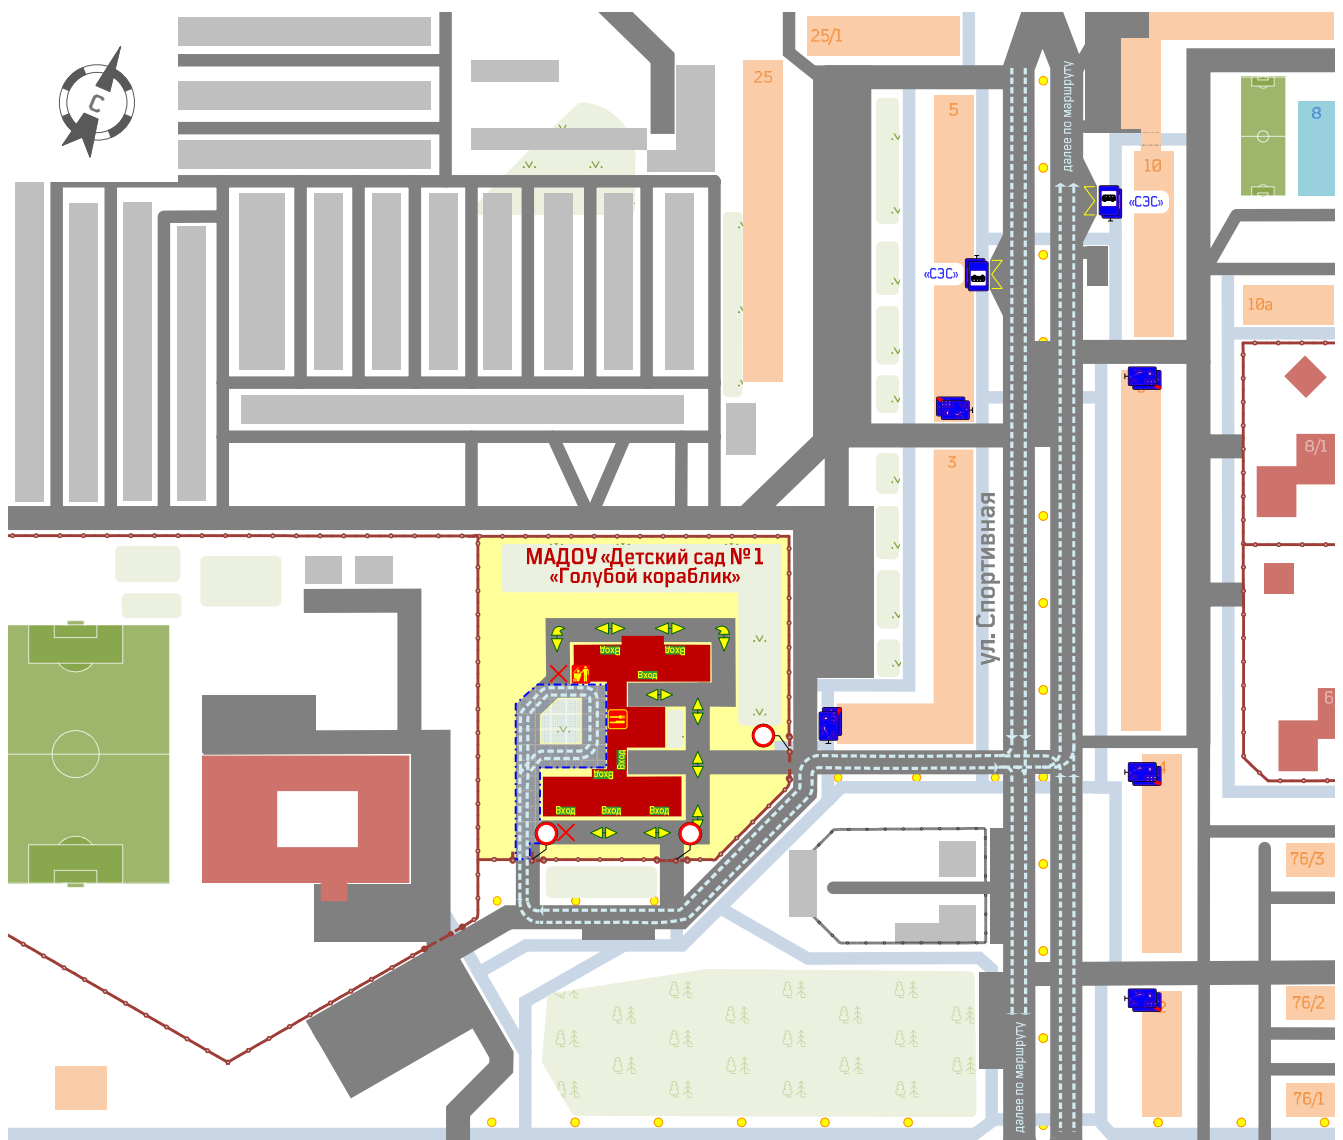 С
25/1
25
5
далее по маршруту
10
8
«СЭС»
«СЭС»
10а
8/1
3
ул. Спортивная
МАДОУ «Детский сад №1
«Голубой кораблик»
Вход
Вход
Вход
Вход
Вход
Вход
Вход
Вход
6
4
76/3
2
76/2
76/1
далее по маршруту